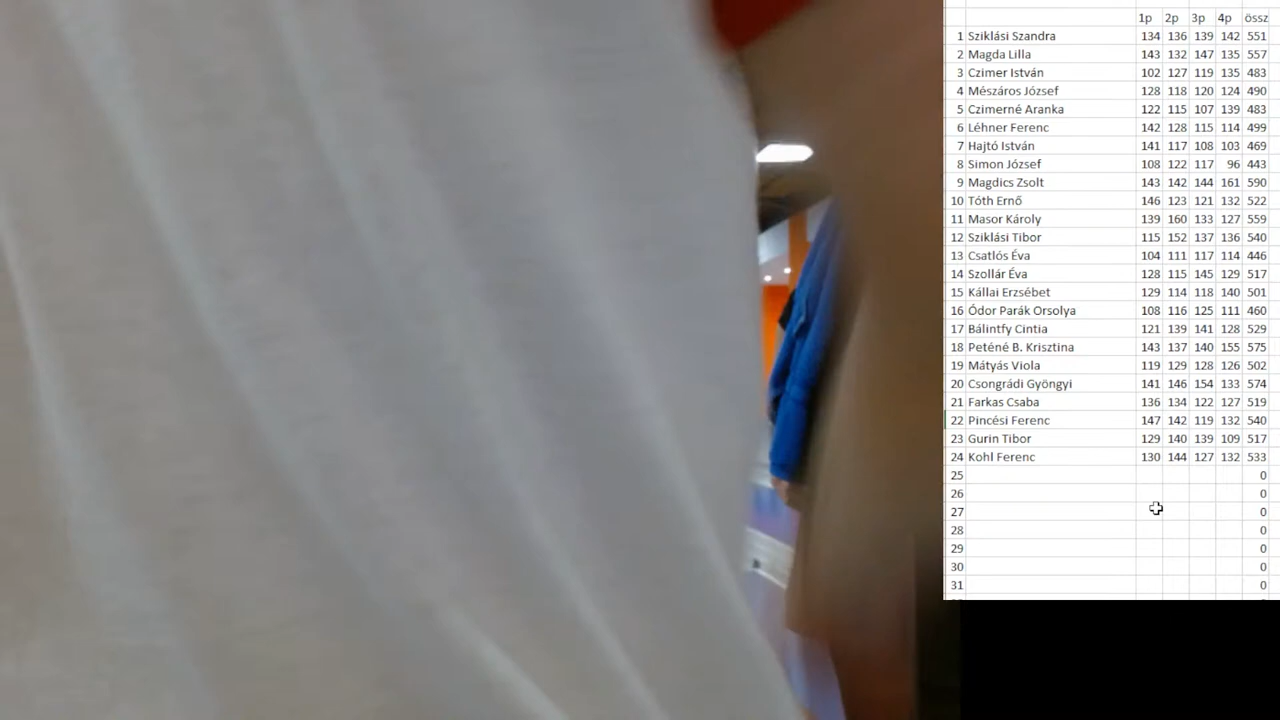 1p 2p 3p 4p össz
1 Sziklási Szandra 134 136 139 142 551
2 Magda Lilla 143 132 147 135 557
3 Czimer István 102 127 119 135 483
4 Mészáros József 128 118 120 124 490
5 Czimerné Aranka 122 115 107 139 483
6 Léhner Ferenc 142 128 115 114 499
7 Hajtó István 141 117 108 103 469
8 Simon József 108 122 117 96 443
9 Magdics Zsolt 143 142 144 161 590
10 Tóth Ernő 146 123 121 132 522
11 Masor Károly 139 160 133 127 559
12 Sziklási Tibor 115 152 137 136 540
13 Csatlós Éva 104 111 117 114 446
14 Szollár Éva 128 115 145 129 517
15 Kállai Erzsébet 129 114 118 140 501
16 Ódor Parák Orsolya 108 116 125 111 460
17 Bálintfy Cintia 121 139 141 128 529
18 Peténé B. Krisztina 143 137 140 155 575
19 Mátyás Viola 119 129 128 126 502
20 Csongrádi Gyöngyi 141 146 154 133 574
21 Farkas Csaba 136 134 122 127 519
22 Pincési Ferenc 147 142 119 132 540
23 Gurin Tibor 129 140 139 109 517
24 Kohl Ferenc 130 144 127 132 533
25 0
26 0
27 0
28 0
29 0
30 0
31 0